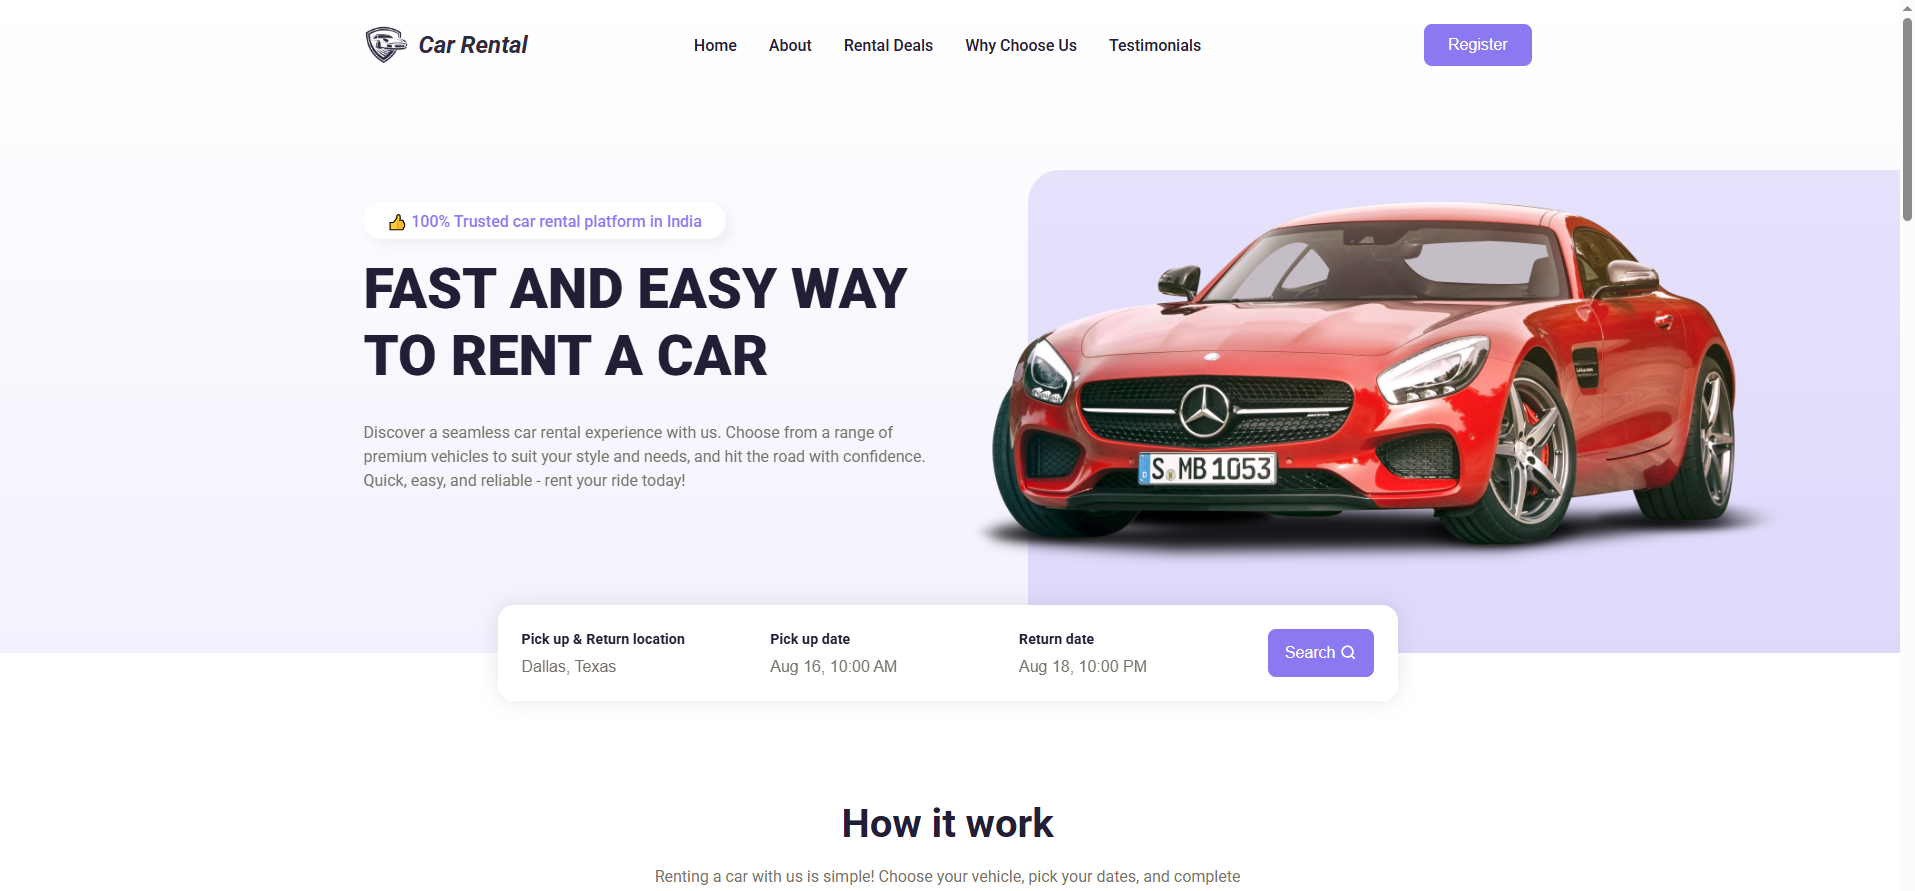 Car Rental
Home
About
Rental Deals
Why Choose Us
Testimonials
Register
👍 100% Trusted car rental platform in India
FAST AND EASY WAY
TO RENT A CAR
Discover a seamless car rental experience with us. Choose from a range of
premium vehicles to suit your style and needs, and hit the road with confidence.
Quick, easy, and reliable - rent your ride today!
S MB 1053
Pick up & Return location
Dallas, Texas
Pick up date
Aug 16, 10:00 AM
Return date
Aug 18, 10:00 PM
Search
How it work
Renting a car with us is simple! Choose your vehicle, pick your dates, and complete